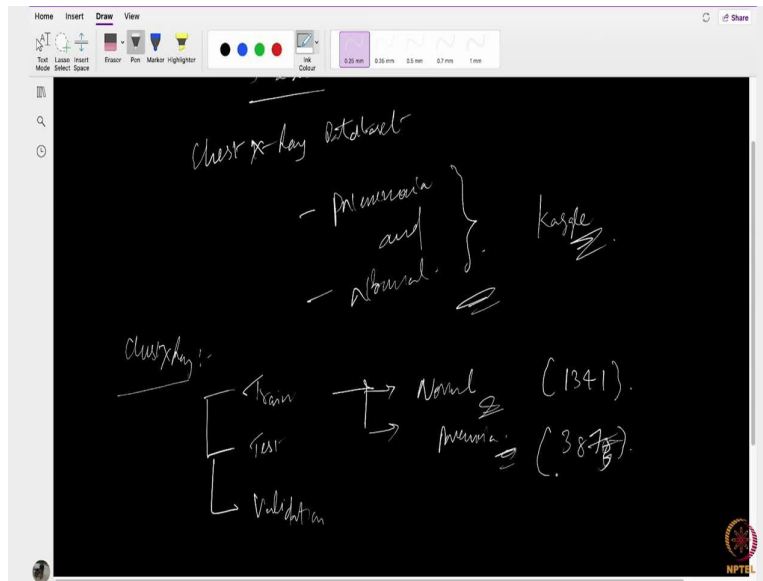 Home Insert Draw View
Share
Text Mode Lasso Select Insert Space Eraser Pen Marker Highlighter Ink Colour 0.25 mm 0.35 mm 0.5 mm 0.7 mm 1 mm
Chest X-Ray Dataset
- Pneumonia
and
- Normal.
Kaggle
Chest X Ray :-
Train → Normal (1341).
→ Pneumonia. (
Test
Validation
NPTEL